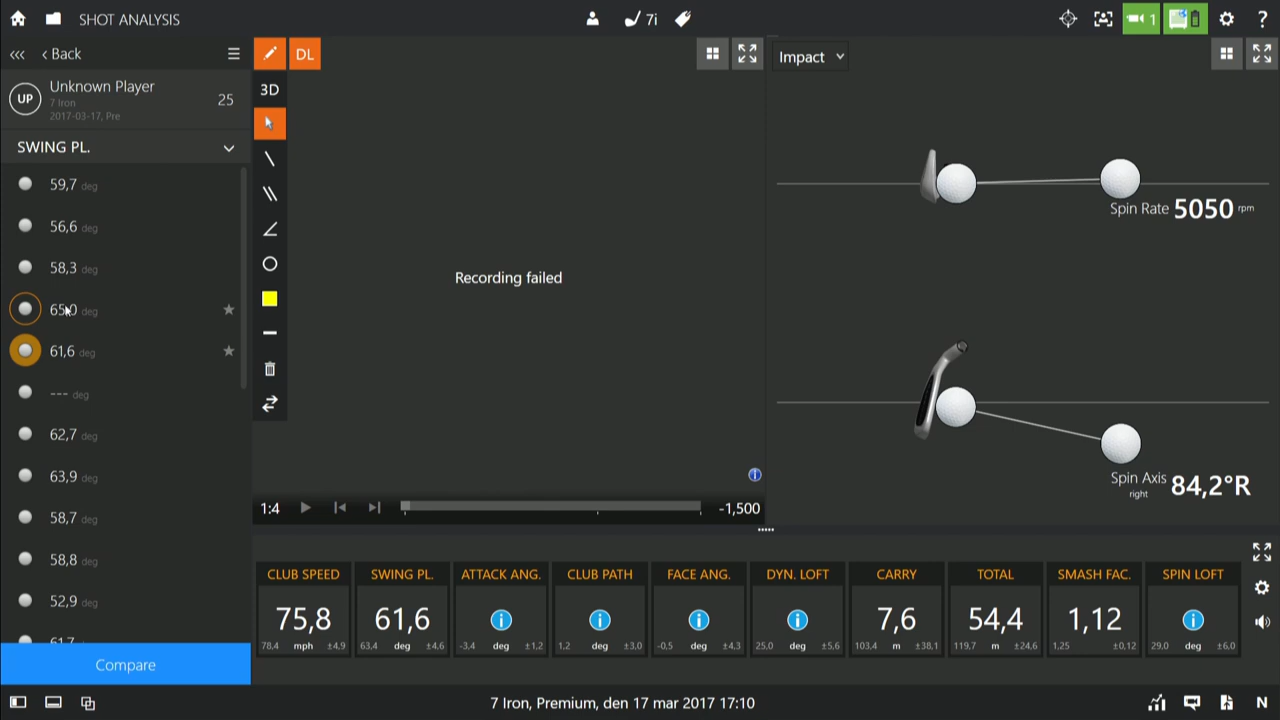 SHOT ANALYSIS
7i
1
?
Back
DL
Impact
UP
Unknown Player
7 Iron
2017-03-17, Pre
25
3D
SWING PL.
59,7 deg
56,6 deg
58,3 deg
65,0 deg
61,6 deg
--- deg
62,7 deg
63,9 deg
58,7 deg
58,8 deg
52,9 deg
61,7
Compare
Recording failed
1:4
-1,500
Spin Rate 5050 rpm
Spin Axis 84,2°R
right
CLUB SPEED
75,8
78,4 mph ±4,9
SWING PL.
61,6
63,4 deg ±4,6
ATTACK ANG.
-3,4 deg ±1,2
CLUB PATH
1,2 deg ±3,0
FACE ANG.
-0,5 deg ±4,3
DYN. LOFT
25,0 deg ±5,6
CARRY
7,6
103,4 m ±38,1
TOTAL
54,4
119,7 m ±24,6
SMASH FAC.
1,12
1,25 ±0,12
SPIN LOFT
29,0 deg ±6,0
7 Iron, Premium, den 17 mar 2017 17:10
N